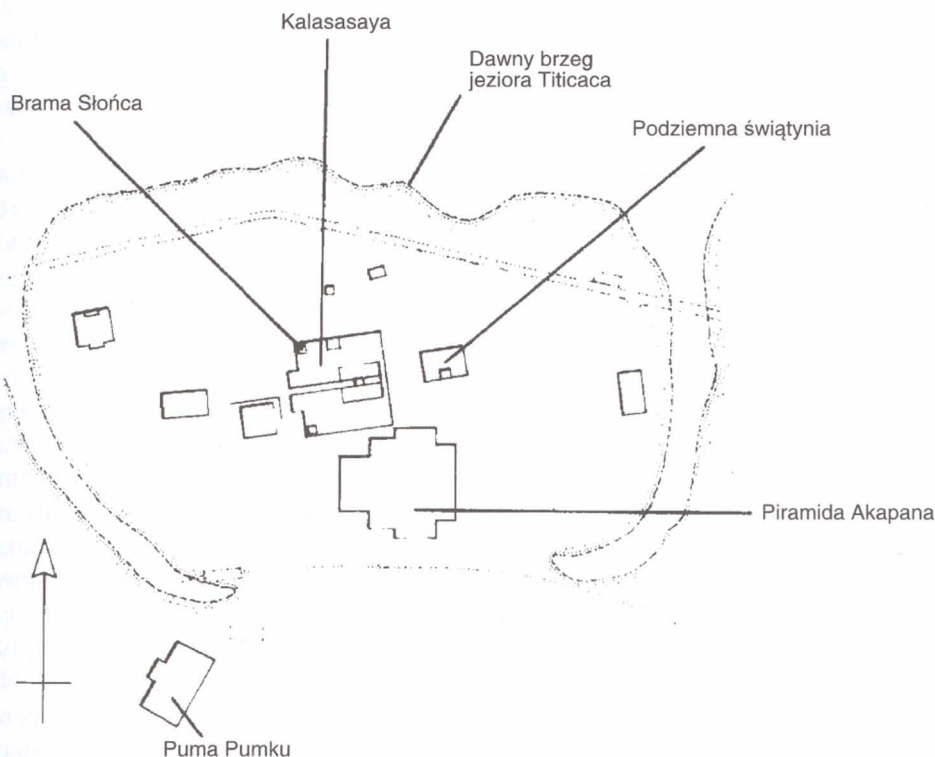 Kalasasaya
Dawny brzeg
jeziora Titicaca
Brama Słońca
Podziemna świątynia
Piramida Akapana
Puma Pumku